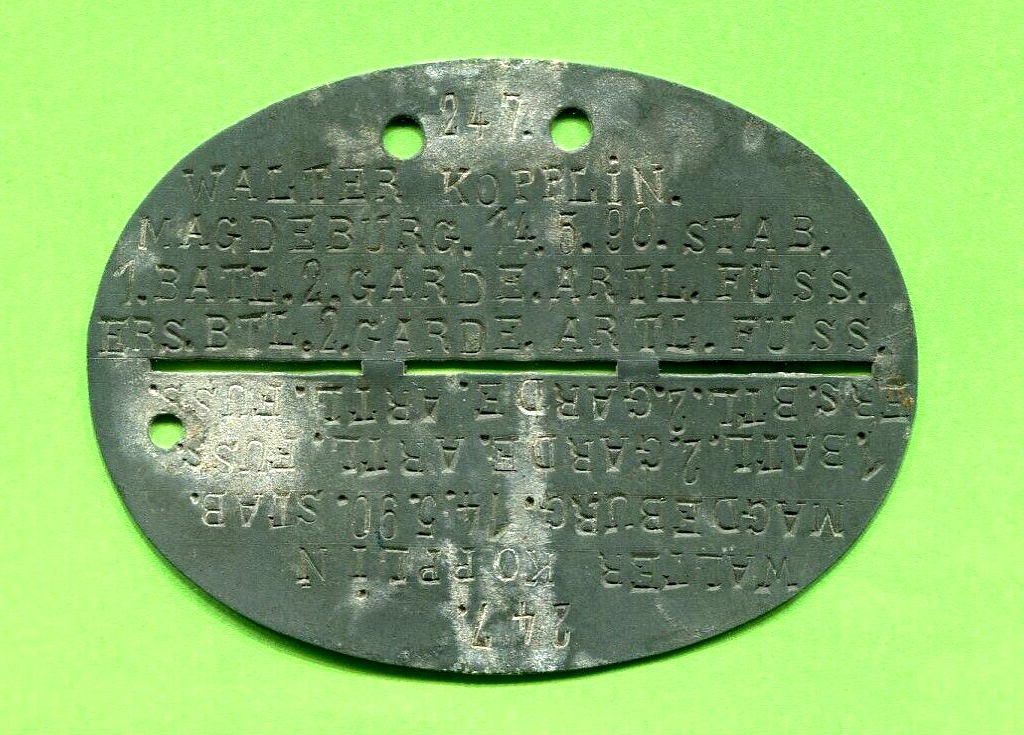 247.
WALTER KOPPLIN.
MAGDEBURG. 14.5.90. STAB.
1.BATL.2.GARDE.ARTL.FUSS.
ERS.BTL.2.GARDE.ARTL.FUSS.
247.
WALTER KOPPLIN
MAGDEBURG.14.5.90. STAB.
1.BATL.2.GARDE.ARTL.FUSS.
ERS.BTL.2.GARDE.ARTL.FUSS.